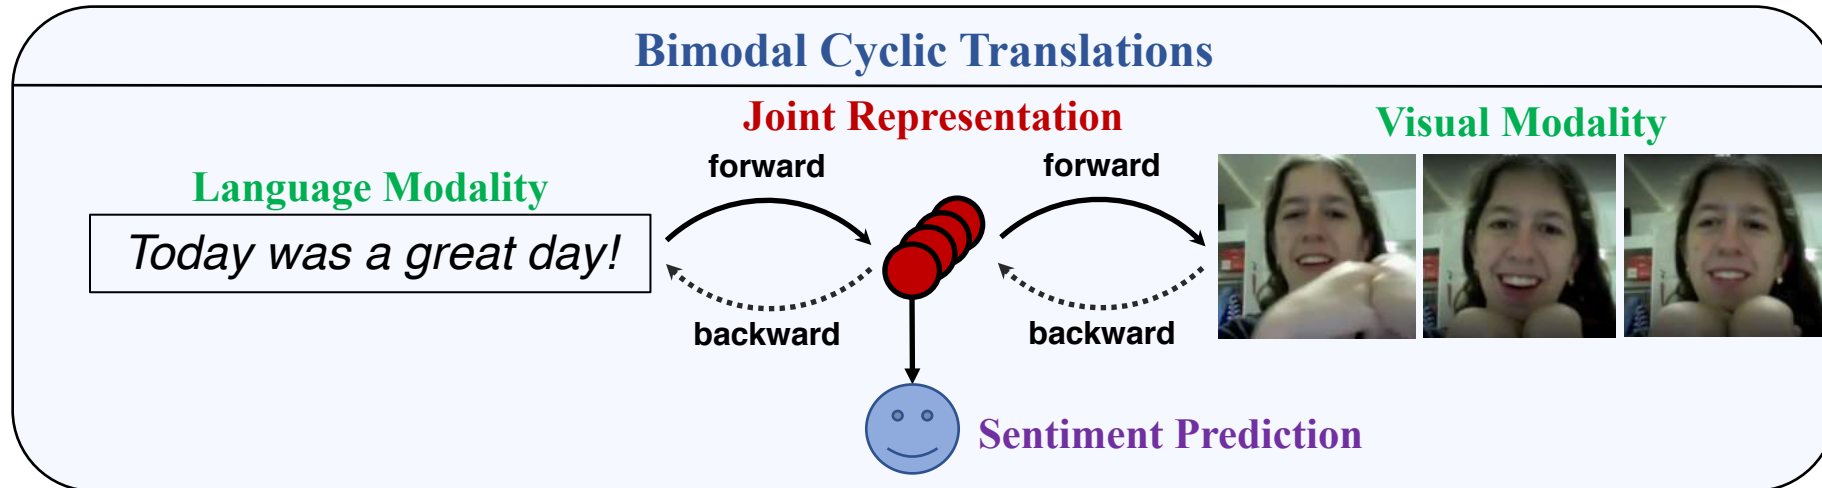 Bimodal Cyclic Translations
Joint Representation
Visual Modality
forward
forward
Language Modality
Today was a great day!
backward
backward
Sentiment Prediction